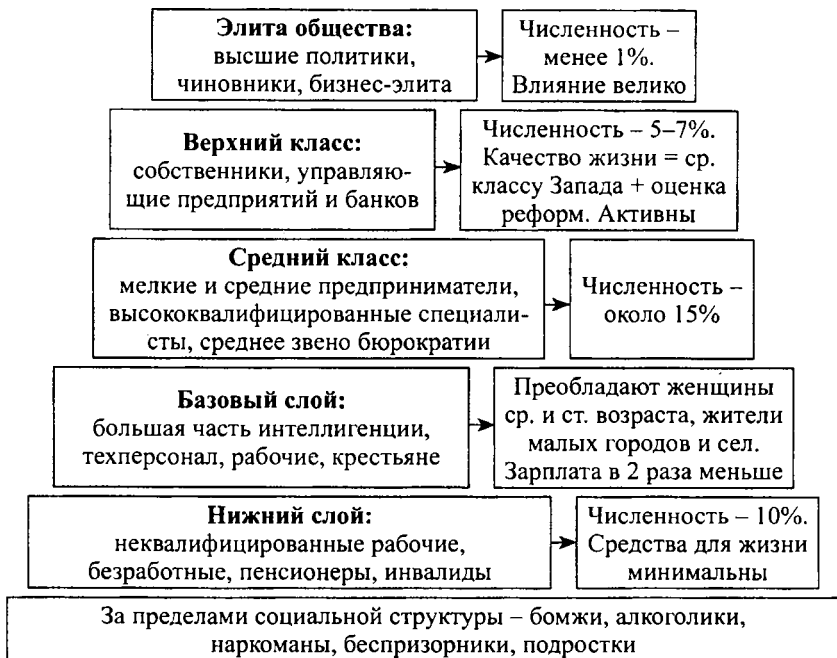 Элита общества:
высшие политики,
чиновники, бизнес-элита
Численность –
менее 1%.
Влияние велико
Верхний класс:
собственники, управляю-
щие предприятий и банков
Численность – 5–7%.
Качество жизни = ср.
классу Запада + оценка
реформ. Активны
Средний класс:
мелкие и средние предприниматели,
высококвалифицированные специали-
сты, среднее звено бюрократии
Численность –
около 15%
Базовый слой:
большая часть интеллигенции,
техперсонал, рабочие, крестьяне
Преобладают женщины
ср. и ст. возраста, жители
малых городов и сел.
Зарплата в 2 раза меньше
Нижний слой:
неквалифицированные рабочие,
безработные, пенсионеры, инвалиды
Численность – 10%.
Средства для жизни
минимальны
За пределами социальной структуры – бомжи, алкоголики,
наркоманы, беспризорники, подростки